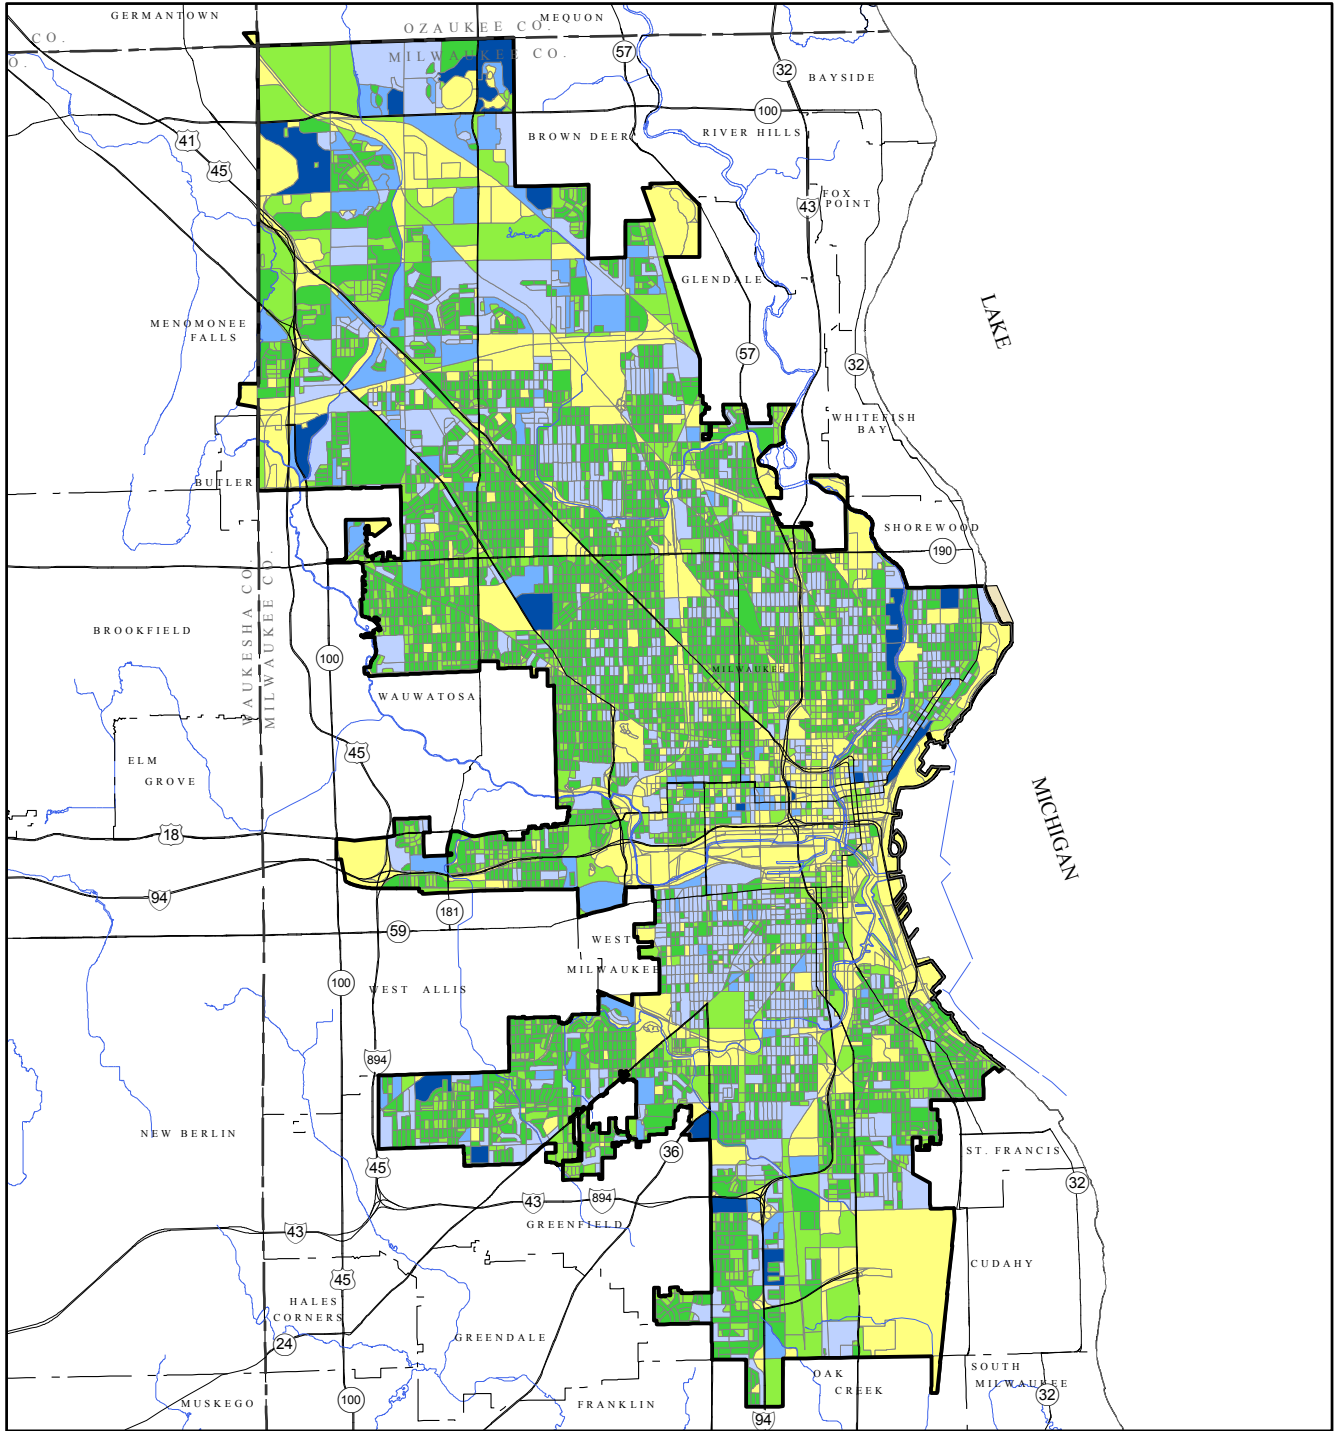 GERMANTOWN
MEQUON
OZAUKEE CO.
CO.
MILWAUKEE CO.
O.
57
32
BAYSIDE
100
41
BROWN DEER
RIVER HILLS
45
FOX
POINT
43
GLENDALE
LAKE
MENOMONEE
FALLS
57
32
WHITEFISH
BAY
BUTLER
SHOREWOOD
190
WAUKESHA CO.
MILWAUKEE CO.
BROOKFIELD
100
MILWAUKEE
WAUWATOSA
45
ELM
GROVE
MICHIGAN
18
94
181
59
WEST
MILWAUKEE
100
WEST ALLIS
894
NEW BERLIN
36
ST. FRANCIS
45
32
43
894
GREENFIELD
43
CUDAHY
45
HALES
CORNERS
24
GREENDALE
OAK
CREEK
SOUTH
MILWAUKEE
32
100
MUSKEGO
FRANKLIN
94